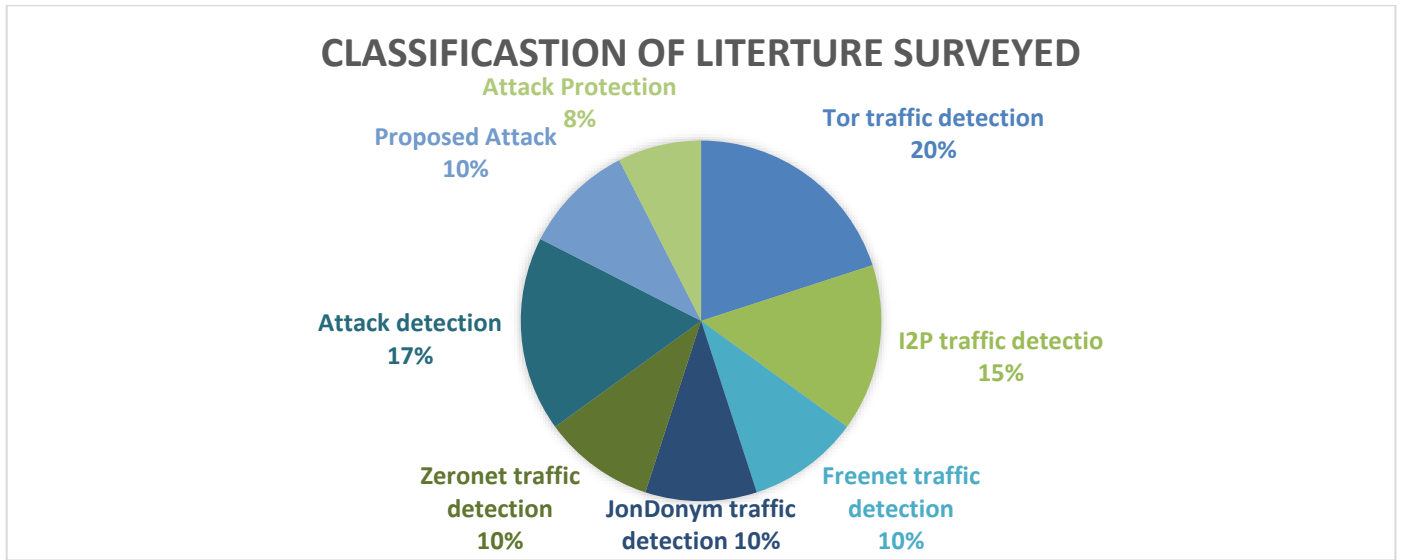 CLASSIFICASTION OF LITERTURE SURVEYED
Attack Protection
8%
Tor traffic detection
20%
Proposed Attack
10%
Attack detection
17%
I2P traffic detectio
15%
Zeronet traffic
detection
10%
JonDonym traffic
detection 10%
Freenet traffic
detection
10%